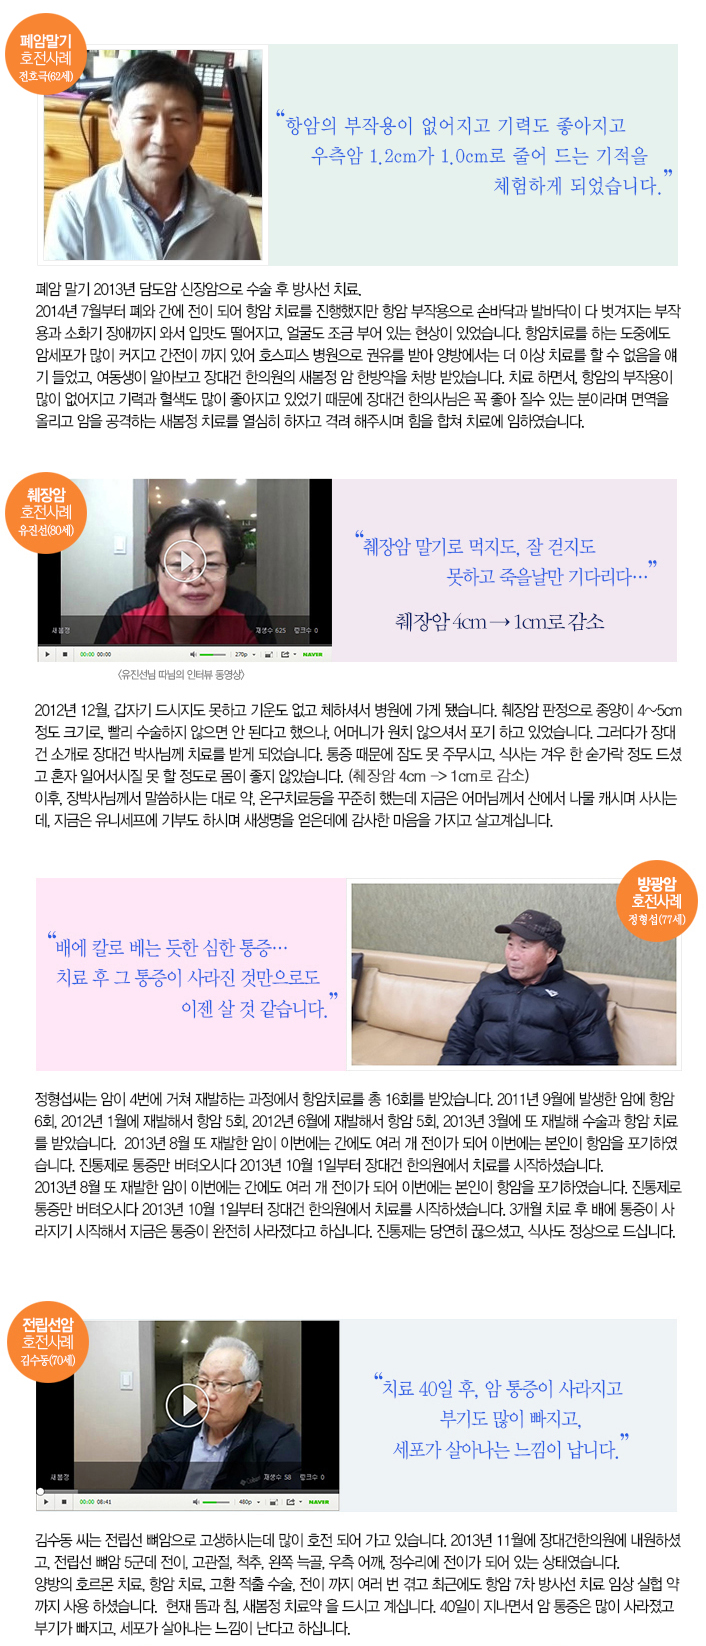 폐암말기
호전사례
전호극(62세)
“항암의 부작용이 없어지고 기력도 좋아지고
우측암 1.2cm가 1.0cm로 줄어 드는 기적을
체험하게 되었습니다.”
폐암 말기 2013년 담도암 신장암으로 수술 후 방사선 치료.
2014년 7월부터 폐와 간에 전이 되어 항암 치료를 진행했지만 항암 부작용으로 손바닥과 발바닥이 다 벗겨지는 부작
용과 소화기 장애까지 와서 입맛도 떨어지고, 얼굴도 조금 부어 있는 현상이 있었습니다. 항암치료를 하는 도중에도
암세포가 많이 커지고 간전이 까지 있어 호스피스 병원으로 권유를 받아 양방에서는 더 이상 치료를 할 수 없음을 얘
기 들었고, 여동생이 알아보고 장대건 한의원의 새봄정 암 한방약을 처방 받았습니다. 치료 하면서, 항암의 부작용이
많이 없어지고 기력과 혈색도 많이 좋아지고 있었기 때문에 장대건 한의사님은 꼭 좋아 질수 있는 분이라며 면역을
올리고 암을 공격하는 새봄정 치료를 열심히 하자고 격려 해주시며 힘을 합쳐 치료에 임하였습니다.
췌장암
호전사례
유진선(80세)
“췌장암 말기로 먹지도, 잘 걷지도
못하고 죽을날만 기다리다…”
췌장암 4cm → 1cm로 감소
새봄정
재생수 625 링크수 0
00:00 00:00
270p
NAVER
<유진선님 따님의 인터뷰 동영상>
2012년 12월, 갑자기 드시지도 못하고 기운도 없고 체하셔서 병원에 가게 됐습니다. 췌장암 판정으로 종양이 4~5cm
정도 크기로, 빨리 수술하지 않으면 안 된다고 했으나, 어머니가 원치 않으셔서 포기 하고 있었습니다. 그러다가 장대
건 소개로 장대건 박사님께 치료를 받게 되었습니다. 통증 때문에 잠도 못 주무시고, 식사는 겨우 한 숟가락 정도 드셨
고 혼자 일어서시질 못 할 정도로 몸이 좋지 않았습니다. (췌장암 4cm -> 1cm로 감소)
이후, 장박사님께서 말씀하시는 대로 약, 온구치료등을 꾸준히 했는데 지금은 어머님께서 산에서 나물 캐시며 사시는
데, 지금은 유니세프에 기부도 하시며 새생명을 얻은데에 감사한 마음을 가지고 살고계십니다.
방광암
호전사례
정형섭(77세)
“배에 칼로 베는 듯한 심한 통증…
치료 후 그 통증이 사라진 것만으로도
이젠 살 것 같습니다.”
정형섭씨는 암이 4번에 거쳐 재발하는 과정에서 항암치료를 총 16회를 받았습니다. 2011년 9월에 발생한 암에 항암
6회, 2012년 1월에 재발해서 항암 5회, 2012년 6월에 재발해서 항암 5회, 2013년 3월에 또 재발해 수술과 항암 치료
를 받았습니다. 2013년 8월 또 재발한 암이 이번에는 간에도 여러 개 전이가 되어 이번에는 본인이 항암을 포기하였
습니다. 진통제로 통증만 버텨오시다 2013년 10월 1일부터 장대건 한의원에서 치료를 시작하셨습니다.
2013년 8월 또 재발한 암이 이번에는 간에도 여러 개 전이가 되어 이번에는 본인이 항암을 포기하였습니다. 진통제로
통증만 버텨오시다 2013년 10월 1일부터 장대건 한의원에서 치료를 시작하셨습니다. 3개월 치료 후 배에 통증이 사
라지기 시작해서 지금은 통증이 완전히 사라졌다고 하십니다. 진통제는 당연히 끊으셨고, 식사도 정상으로 드십니다.
전립선암
호전사례
김수동(70세)
“치료 40일 후, 암 통증이 사라지고
부기도 많이 빠지고,
세포가 살아나는 느낌이 납니다.”
새봄정
재생수 58 링크수 0
00:00 08:41
480p
NAVER
김수동 씨는 전립선 뼈암으로 고생하시는데 많이 호전 되어 가고 있습니다. 2013년 11월에 장대건한의원에 내원하셨
고, 전립선 뼈암 5군데 전이, 고관절, 척추, 왼쪽 늑골, 우측 어깨, 정수리에 전이가 되어 있는 상태였습니다.
양방의 호르몬 치료, 항암 치료, 고환 적출 수술, 전이 까지 여러 번 겪고 최근에도 항암 7차 방사선 치료 임상 실험 약
까지 사용 하셨습니다. 현재 뜸과 침, 새봄정 치료약 을 드시고 계십니다. 40일이 지나면서 암 통증은 많이 사라졌고
부기가 빠지고, 세포가 살아나는 느낌이 난다고 하십니다.